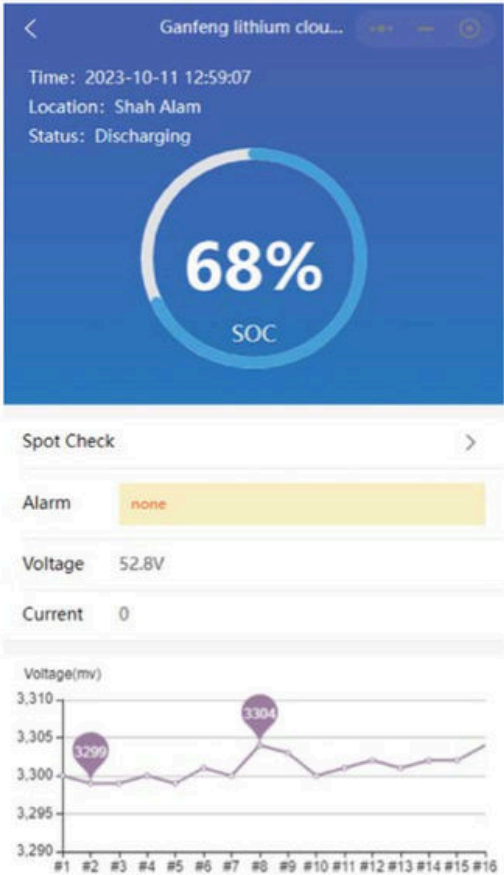 Ganfeng lithium clou...
Time: 2023-10-11 12:59:07
Location: Shah Alam
Status: Discharging
68%
SOC
Spot Check
Alarm none
Voltage 52.8V
Current 0
Voltage(mv)
3,310
3304
3,305
3299
3,300
3,295
3,290
#1 #2 #3 #4 #5 #6 #7 #8 #9 #10 #11 #12 #13 #14 #15 #16